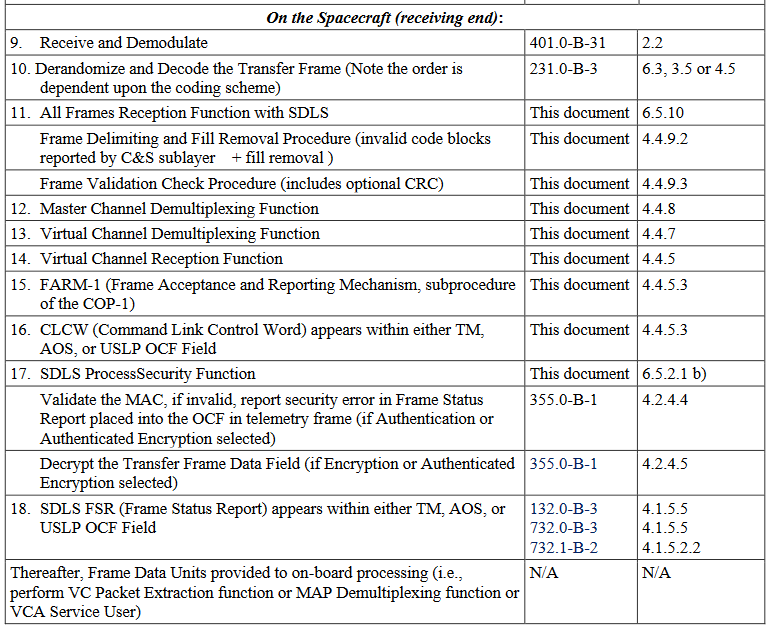 On the Spacecraft (receiving end):
9. Receive and Demodulate 401.0-B-31 2.2
10. Derandomize and Decode the Transfer Frame (Note the order is 231.0-B-3 6.3, 3.5 or 4.5
dependent upon the coding scheme)
11. All Frames Reception Function with SDLS This document 6.5.10
Frame Delimiting and Fill Removal Procedure (invalid code blocks This document 4.4.9.2
reported by C&S sublayer + fill removal )
Frame Validation Check Procedure (includes optional CRC) This document 4.4.9.3
12. Master Channel Demultiplexing Function This document 4.4.8
13. Virtual Channel Demultiplexing Function This document 4.4.7
14. Virtual Channel Reception Function This document 4.4.5
15. FARM-1 (Frame Acceptance and Reporting Mechanism, subprocedure This document 4.4.5.3
of the COP-1)
16. CLCW (Command Link Control Word) appears within either TM, This document 4.4.5.3
AOS, or USLP OCF Field
17. SDLS ProcessSecurity Function This document 6.5.2.1 b)
Validate the MAC, if invalid, report security error in Frame Status 355.0-B-1 4.2.4.4
Report placed into the OCF in telemetry frame (if Authentication or
Authenticated Encryption selected)
Decrypt the Transfer Frame Data Field (if Encryption or Authenticated 355.0-B-1 4.2.4.5
Encryption selected)
18. SDLS FSR (Frame Status Report) appears within either TM, AOS, or 132.0-B-3 4.1.5.5
USLP OCF Field 732.0-B-3 4.1.5.5
732.1-B-2 4.1.5.2.2
Thereafter, Frame Data Units provided to on-board processing (i.e., N/A N/A
perform VC Packet Extraction function or MAP Demultiplexing function or
VCA Service User)